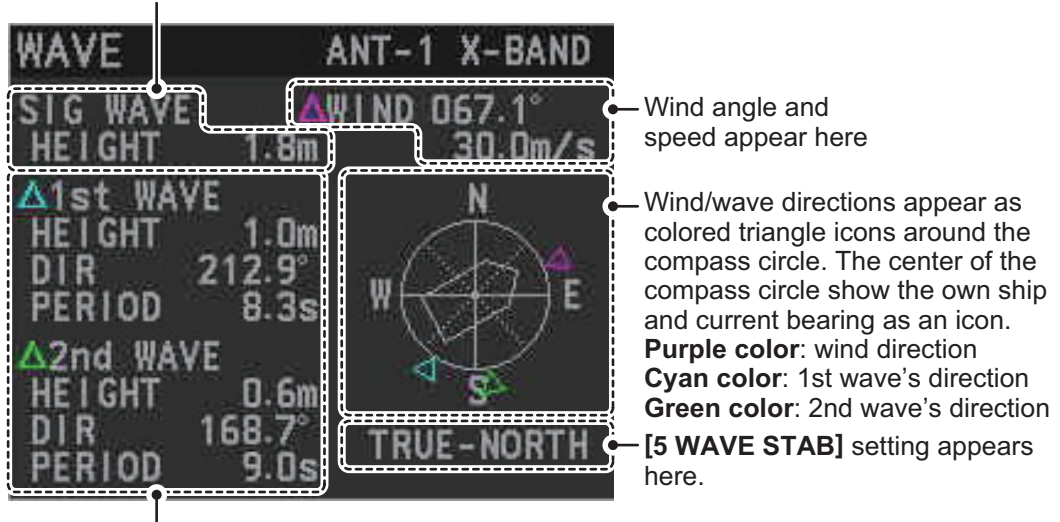 WAVE ANT-1 X-BAND
SIG WAVE
HEIGHT 1.8m
WIND 067.1°
30.0m/s
Wind angle and
speed appear here
1st WAVE
HEIGHT 1.0m
DIR 212.9°
PERIOD 8.3s
2nd WAVE
HEIGHT 0.6m
DIR 168.7°
PERIOD 9.0s
N
W E
S
TRUE-NORTH
Wind/wave directions appear as
colored triangle icons around the
compass circle. The center of the
compass circle show the own ship
and current bearing as an icon.
Purple color: wind direction
Cyan color: 1st wave's direction
Green color: 2nd wave's direction
[5 WAVE STAB] setting appears
here.